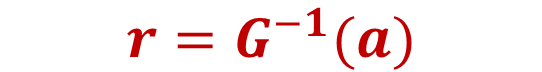 r = G⁻¹(a)